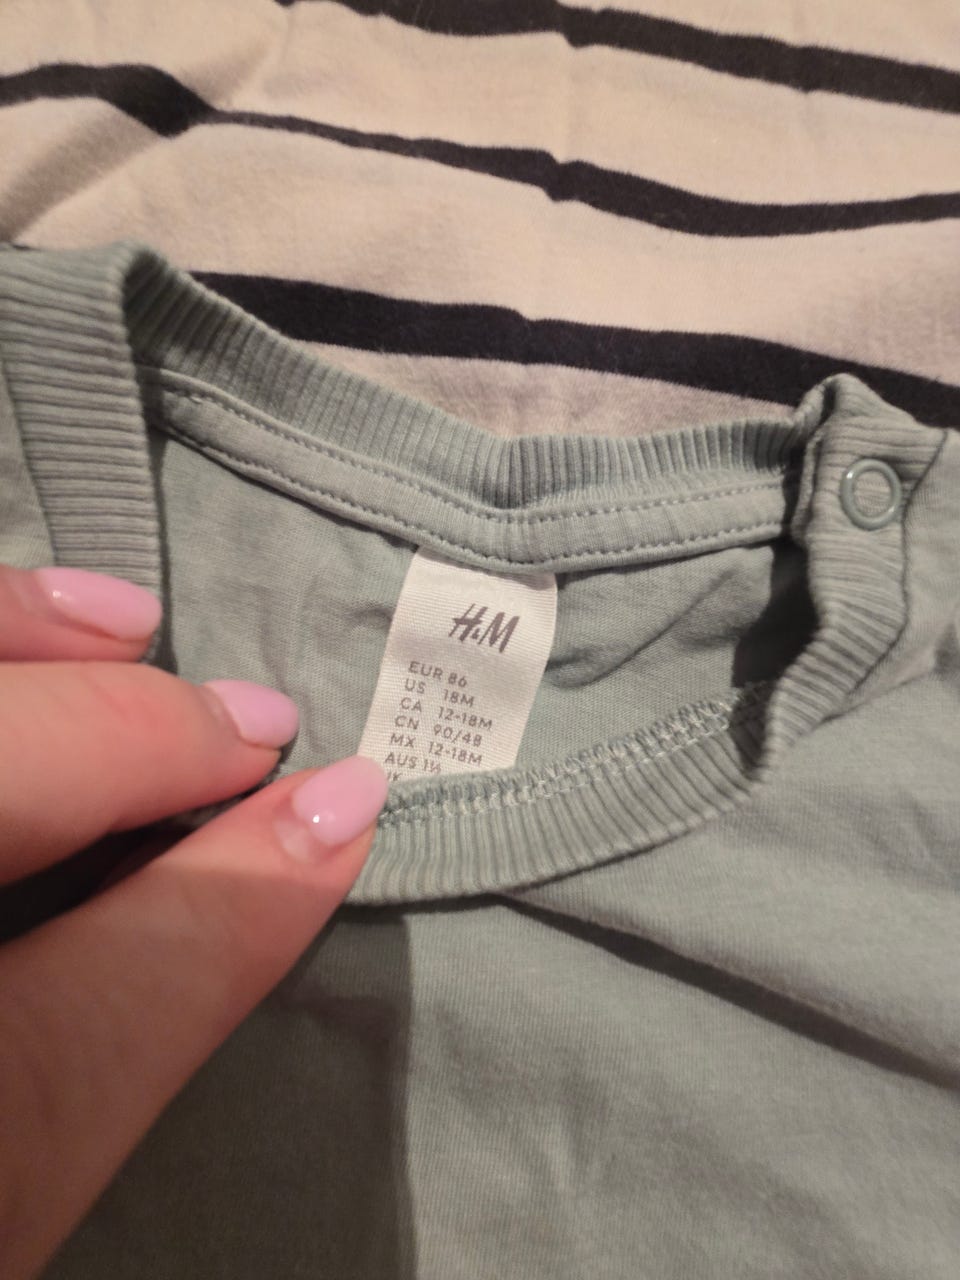 H&M
EUR 86
US 18M
CA 12-18M
CN 90/48
MX 12-18M
AUS 1½